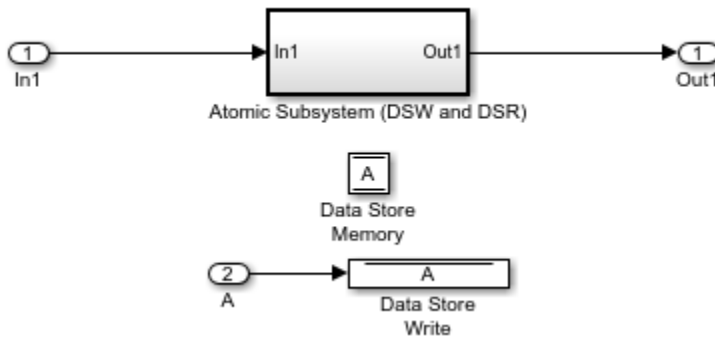 1
In1
In1
Out1
1
Out1
Atomic Subsystem (DSW and DSR)
A
Data Store
Memory
2
A
A
Data Store
Write